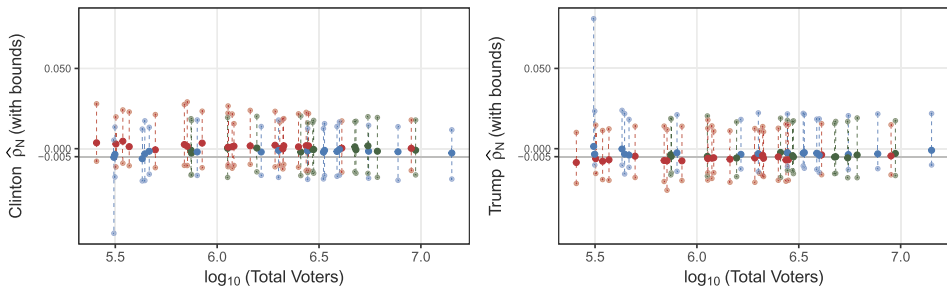 Clinton ρ̂N (with bounds)
0.050
0.000
−0.005
5.5 6.0 6.5 7.0
log10 (Total Voters)
Trump ρ̂N (with bounds)
0.050
0.000
−0.005
5.5 6.0 6.5 7.0
log10 (Total Voters)